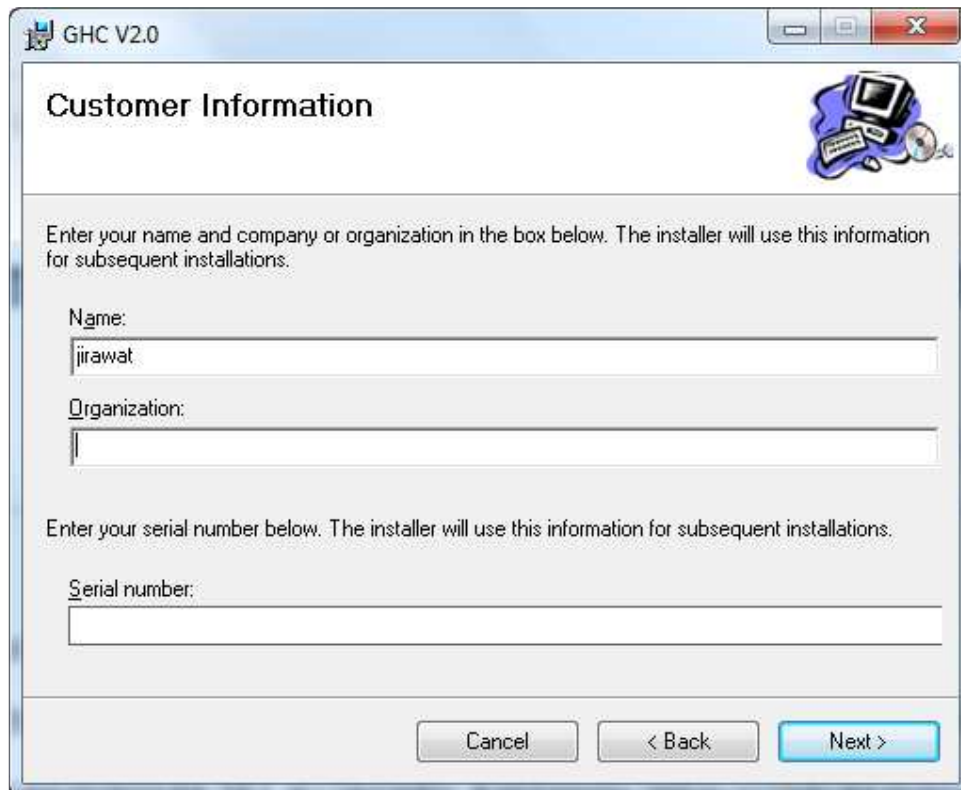 GHC V2.0
Customer Information
Enter your name and company or organization in the box below. The installer will use this information
for subsequent installations.
Name:
jirawat
Organization:
Enter your serial number below. The installer will use this information for subsequent installations.
Serial number:
Cancel
< Back
Next >